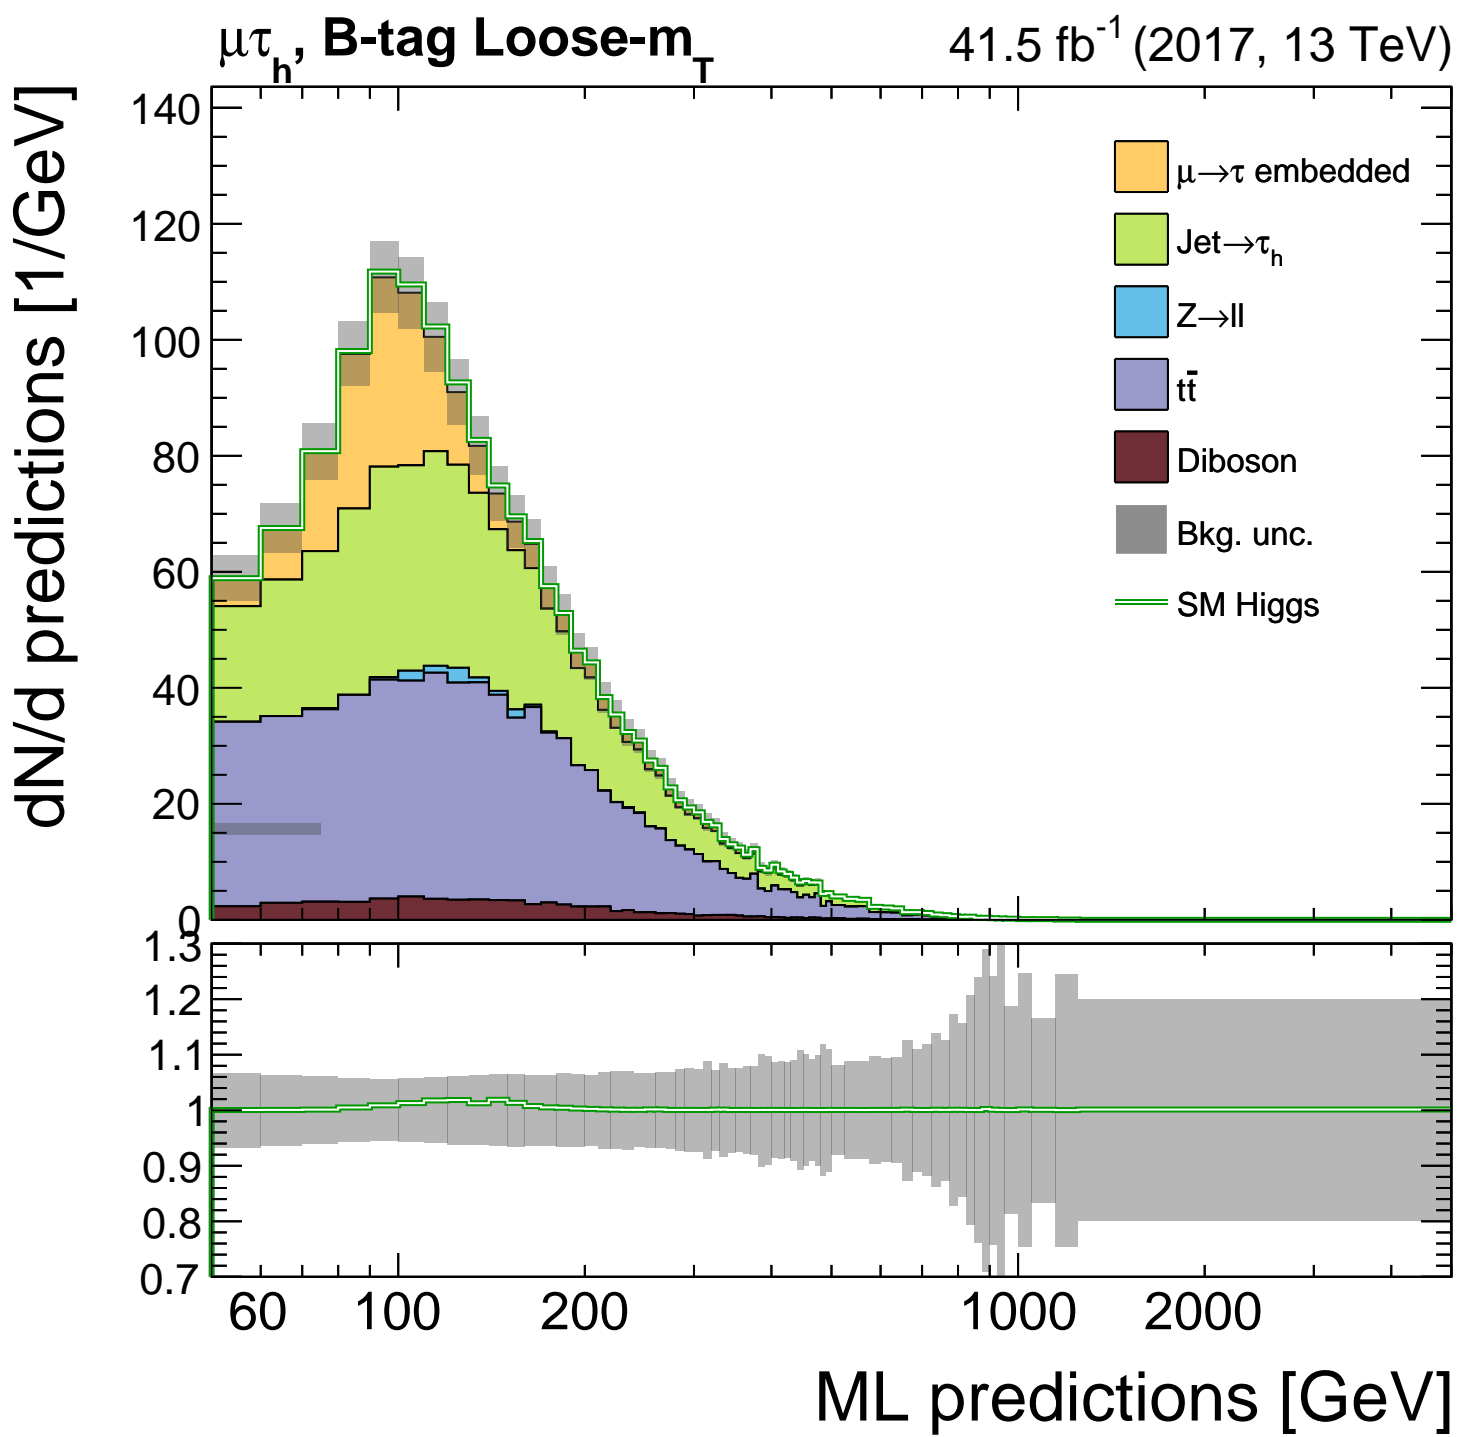 μτh, B-tag Loose-mT
41.5 fb-1 (2017, 13 TeV)
dN/d predictions [1/GeV]
140
120
100
80
60
40
20
0
μ→τ embedded
Jet→τh
Z→ll
tt̄
Diboson
Bkg. unc.
SM Higgs
1.3
1.2
1.1
1
0.9
0.8
0.7
60 100 200 1000 2000
ML predictions [GeV]